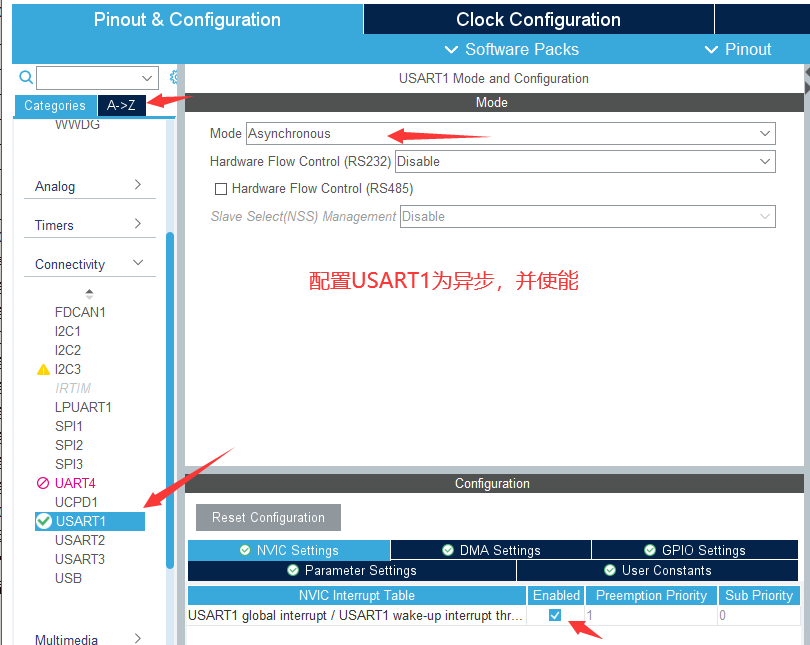 Pinout & Configuration
Clock Configuration
Software Packs
Pinout
USART1 Mode and Configuration
Categories
A->Z
Mode
WWDG
Mode Asynchronous
Hardware Flow Control (RS232) Disable
Hardware Flow Control (RS485)
Slave Select(NSS) Management Disable
Analog
Timers
Connectivity
FDCAN1
I2C1
I2C2
I2C3
IRTIM
LPUART1
SPI1
SPI2
SPI3
UART4
UCPD1
USART1
USART2
USART3
USB
Multimedia
配置USART1为异步，并使能
Configuration
Reset Configuration
NVIC Settings
DMA Settings
GPIO Settings
Parameter Settings
User Constants
NVIC Interrupt Table
Enabled
Preemption Priority
Sub Priority
USART1 global interrupt / USART1 wake-up interrupt thr...
1
0